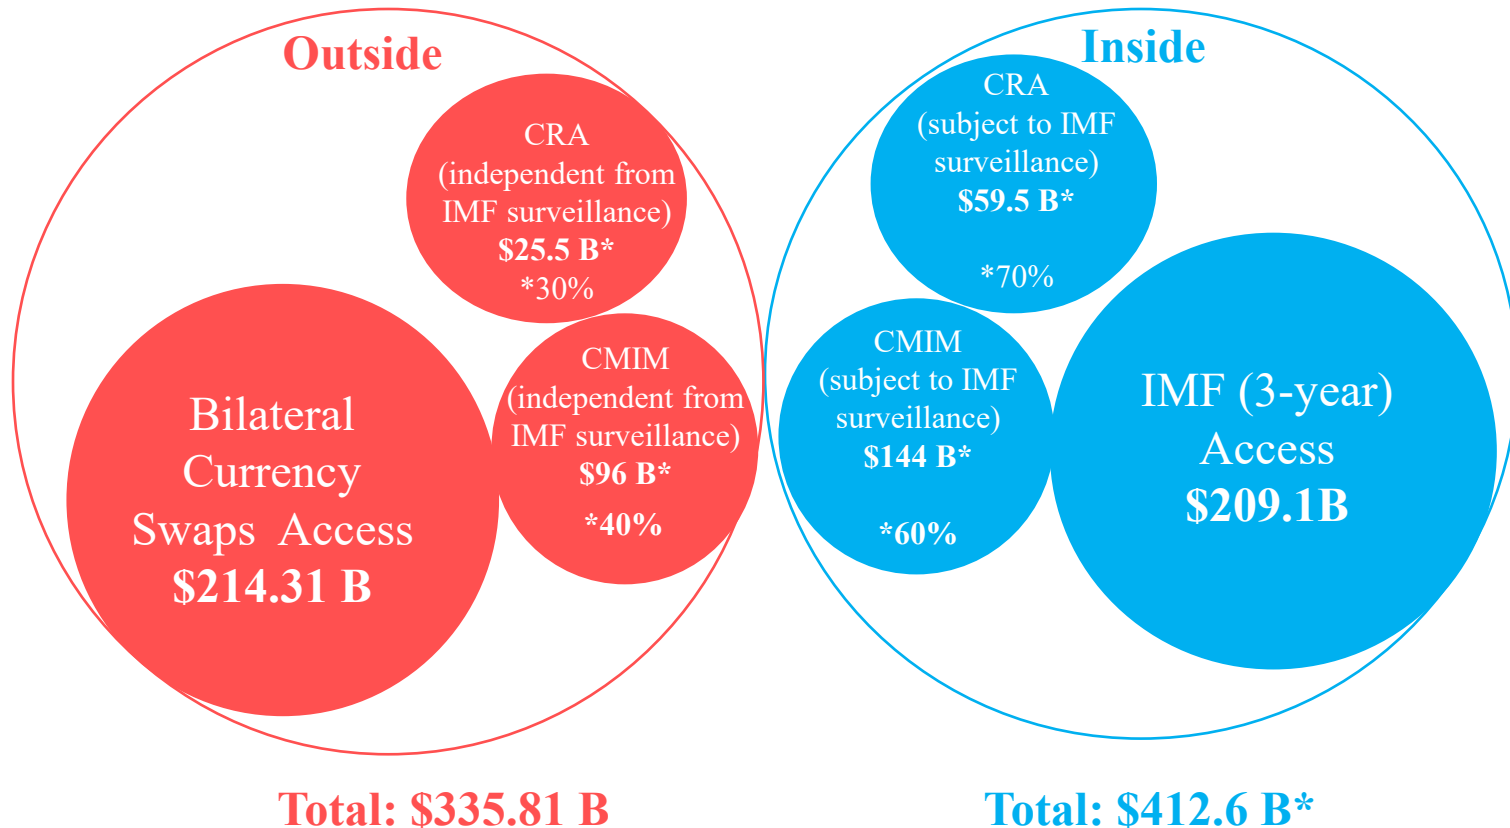 Outside
CRA
(independent from
IMF surveillance)
$25.5 B*
*30%
CMIM
(independent from
IMF surveillance)
$96 B*
*40%
Bilateral
Currency
Swaps Access
$214.31 B
Total: $335.81 B
Inside
CRA
(subject to IMF
surveillance)
$59.5 B*
*70%
CMIM
(subject to IMF
surveillance)
$144 B*
*60%
IMF (3-year)
Access
$209.1B
Total: $412.6 B*